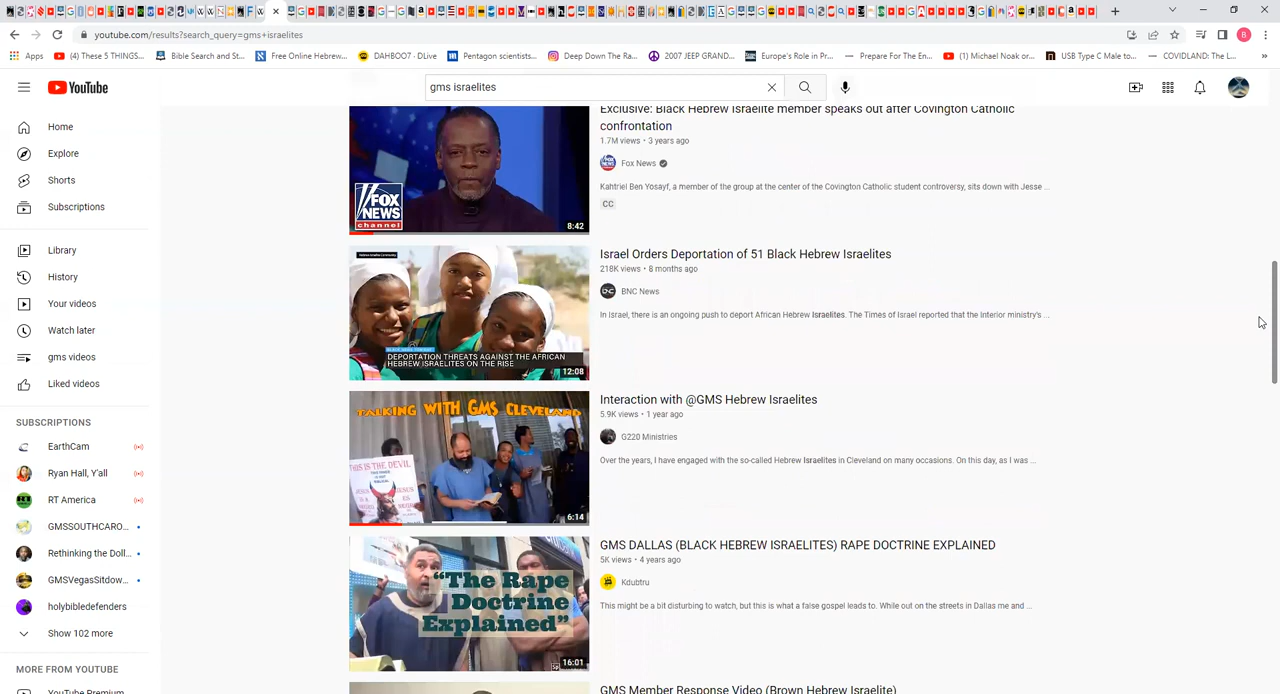 youtube.com/results?search_query=gms+israelites
B
Apps
(4) These 5 THINGS...
Bible Search and St...
Free Online Hebrew...
DAHBOO7 - DLive
Pentagon scientists...
Deep Down The Ra...
2007 JEEP GRAND...
Europe's Role in Pr...
Prepare For The En...
(1) Michael Noak or...
USB Type C Male to...
COVIDLAND: The L...
YouTube
gms israelites
Home
Explore
Shorts
Subscriptions
Library
History
Your videos
Watch later
gms videos
Liked videos
SUBSCRIPTIONS
EarthCam
Ryan Hall, Y'all
RT America
GMSSOUTHCARO...
Rethinking the Doll...
GMSVegasSitdow...
holybibledefenders
Show 102 more
MORE FROM YOUTUBE
YouTube Premium
FOX
NEWS
channel
8:42
Exclusive: Black Hebrew Israelite member speaks out after Covington Catholic
confrontation
1.7M views • 3 years ago
Fox News
Kahtriel Ben Yosayf, a member of the group at the center of the Covington Catholic student controversy, sits down with Jesse ...
CC
DEPORTATION THREATS AGAINST THE AFRICAN
HEBREW ISRAELITES ON THE RISE
12:08
Israel Orders Deportation of 51 Black Hebrew Israelites
218K views • 8 months ago
BNC News
In Israel, there is an ongoing push to deport African Hebrew Israelites. The Times of Israel reported that the Interior ministry's ...
TALKING WITH GMS CLEVELAND
THIS IS THE DEVIL
6:14
Interaction with @GMS Hebrew Israelites
5.9K views • 1 year ago
G220 Ministries
Over the years, I have engaged with the so-called Hebrew Israelites in Cleveland on many occasions. On this day, as I was ...
"The Rape
Doctrine
Explained"
16:01
GMS DALLAS (BLACK HEBREW ISRAELITES) RAPE DOCTRINE EXPLAINED
5K views • 4 years ago
Kdubtru
This might be a bit disturbing to watch, but this is what a false gospel leads to. While out on the streets in Dallas me and ...
GMS Member Response Video (Brown Hebrew Israelite)